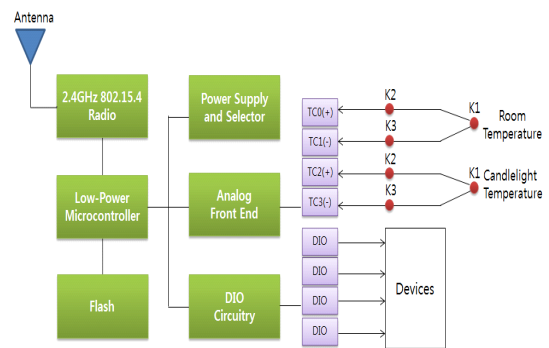 Antenna
2.4GHz 802.15.4
Radio
Low-Power
Microcontroller
Flash
Power Supply
and Selector
Analog
Front End
DIO
Circuitry
TC0(+)
TC1(-)
TC2(+)
TC3(-)
K2
K3
K1
Room
Temperature
K2
K3
K1
Candlelight
Temperature
DIO
DIO
DIO
DIO
Devices